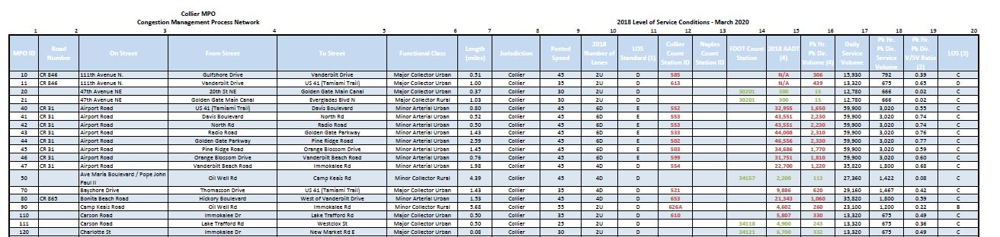 Collier MPO
Congestion Management Process Network 2018 Level of Service Conditions - March 2020
1 2 3 4 5 6 7 8 9 10 11 12 13 14 15 16 17 18 19 20
MPO ID Road Number On Street From Street To Street Functional Class Length (miles) Jurisdiction Posted Speed 2018 Number of Lanes LOS Standard (1) Collier Count Station ID Naples Count Station ID FDOT Count Station 2018 AADT (4) Pk Hr. Pk Dir. Volume (4) Daily Service Volume Pk Hr. Pk Dir. Service Volume Pk Hr. Pk Dir. V/SV Ratio (2) LOS (3)
10 CR 846 111th Avenue N. Gulfshore Drive Vanderbilt Drive Major Collector Urban 0.51 Collier 45 2U D 585 N/A 306 15,930 792 0.39 C
11 CR 846 111th Avenue N. Vanderbilt Drive US 41 (Tamiami Trail) Major Collector Urban 1.00 Collier 35 2U D 613 N/A 439 13,320 675 0.65 D
20 47th Avenue NE 20th St NE Golden Gate Main Canal Major Collector Urban 0.37 Collier 30 2U D 30201 300 15 12,780 666 0.02 C
21 47th Avenue NE Golden Gate Main Canal Everglades Blvd N Major Collector Rural 1.03 Collier 30 2U D 30201 300 15 12,780 666 0.02 C
40 CR 31 Airport Road US 41 (Tamiami Trail) Davis Boulevard Minor Arterial Urban 0.80 Collier 45 6D E 552 32,955 1,650 59,900 3,020 0.55 C
41 CR 31 Airport Road Davis Boulevard North Rd Minor Arterial Urban 0.52 Collier 45 6D E 553 43,551 2,230 59,900 3,020 0.74 C
42 CR 31 Airport Road North Rd Radio Road Minor Arterial Urban 0.50 Collier 45 6D E 553 43,551 2,230 59,900 3,020 0.74 C
43 CR 31 Airport Road Radio Road Golden Gate Parkway Minor Arterial Urban 1.43 Collier 45 6D E 533 44,008 2,310 59,900 3,020 0.76 C
44 CR 31 Airport Road Golden Gate Parkway Pine Ridge Road Minor Arterial Urban 2.59 Collier 45 6D E 502 46,556 2,330 59,900 3,020 0.77 C
45 CR 31 Airport Road Pine Ridge Road Orange Blossom Drive Minor Arterial Urban 1.45 Collier 45 6D E 503 34,686 1,770 59,900 3,020 0.59 C
46 CR 31 Airport Road Orange Blossom Drive Vanderbilt Beach Road Minor Arterial Urban 0.76 Collier 45 6D E 599 31,751 1,810 59,900 3,020 0.60 C
47 CR 31 Airport Road Vanderbilt Beach Road Immokalee Rd Minor Arterial Urban 1.98 Collier 45 4D D 554 22,700 1,220 35,820 1,800 0.68 C
Ave Maria Boulevard / Pope John
50 Paul II Oil Well Rd Camp Keais Rd Minor Collector Rural 4.39 Collier 45 4D D 34157 2,200 113 27,360 1,422 0.08 C
70 Bayshore Drive Thomasson Drive US 41 (Tamiami Trail) Major Collector Urban 1.43 Collier 35 4D D 521 9,886 620 29,160 1,467 0.42 C
80 CR 865 Bonita Beach Road Hickory Boulevard West of Vanderbilt Drive Minor Arterial Urban 1.53 Collier 45 4D D 653 21,343 1,060 35,820 1,800 0.59 C
90 Camp Keais Road Oil Well Rd Immokalee Rd Minor Collector Rural 5.68 Collier 55 2U D 626A 4,602 260 23,100 1,200 0.22 B
110 Carson Road Immokalee Dr Lake Trafford Rd Major Collector Urban 0.50 Collier 35 2U D 610 5,807 330 13,320 675 0.49 C
111 Carson Road Lake Trafford Rd Westclox St Major Collector Urban 0.50 Collier 25 2U D 34118 4,900 243 13,320 675 0.36 C
120 Charlotte St Immokalee Dr New Market Rd E Major Collector Urban 0.08 Collier 30 2U D 34121 6,700 332 13,320 675 0.49 C